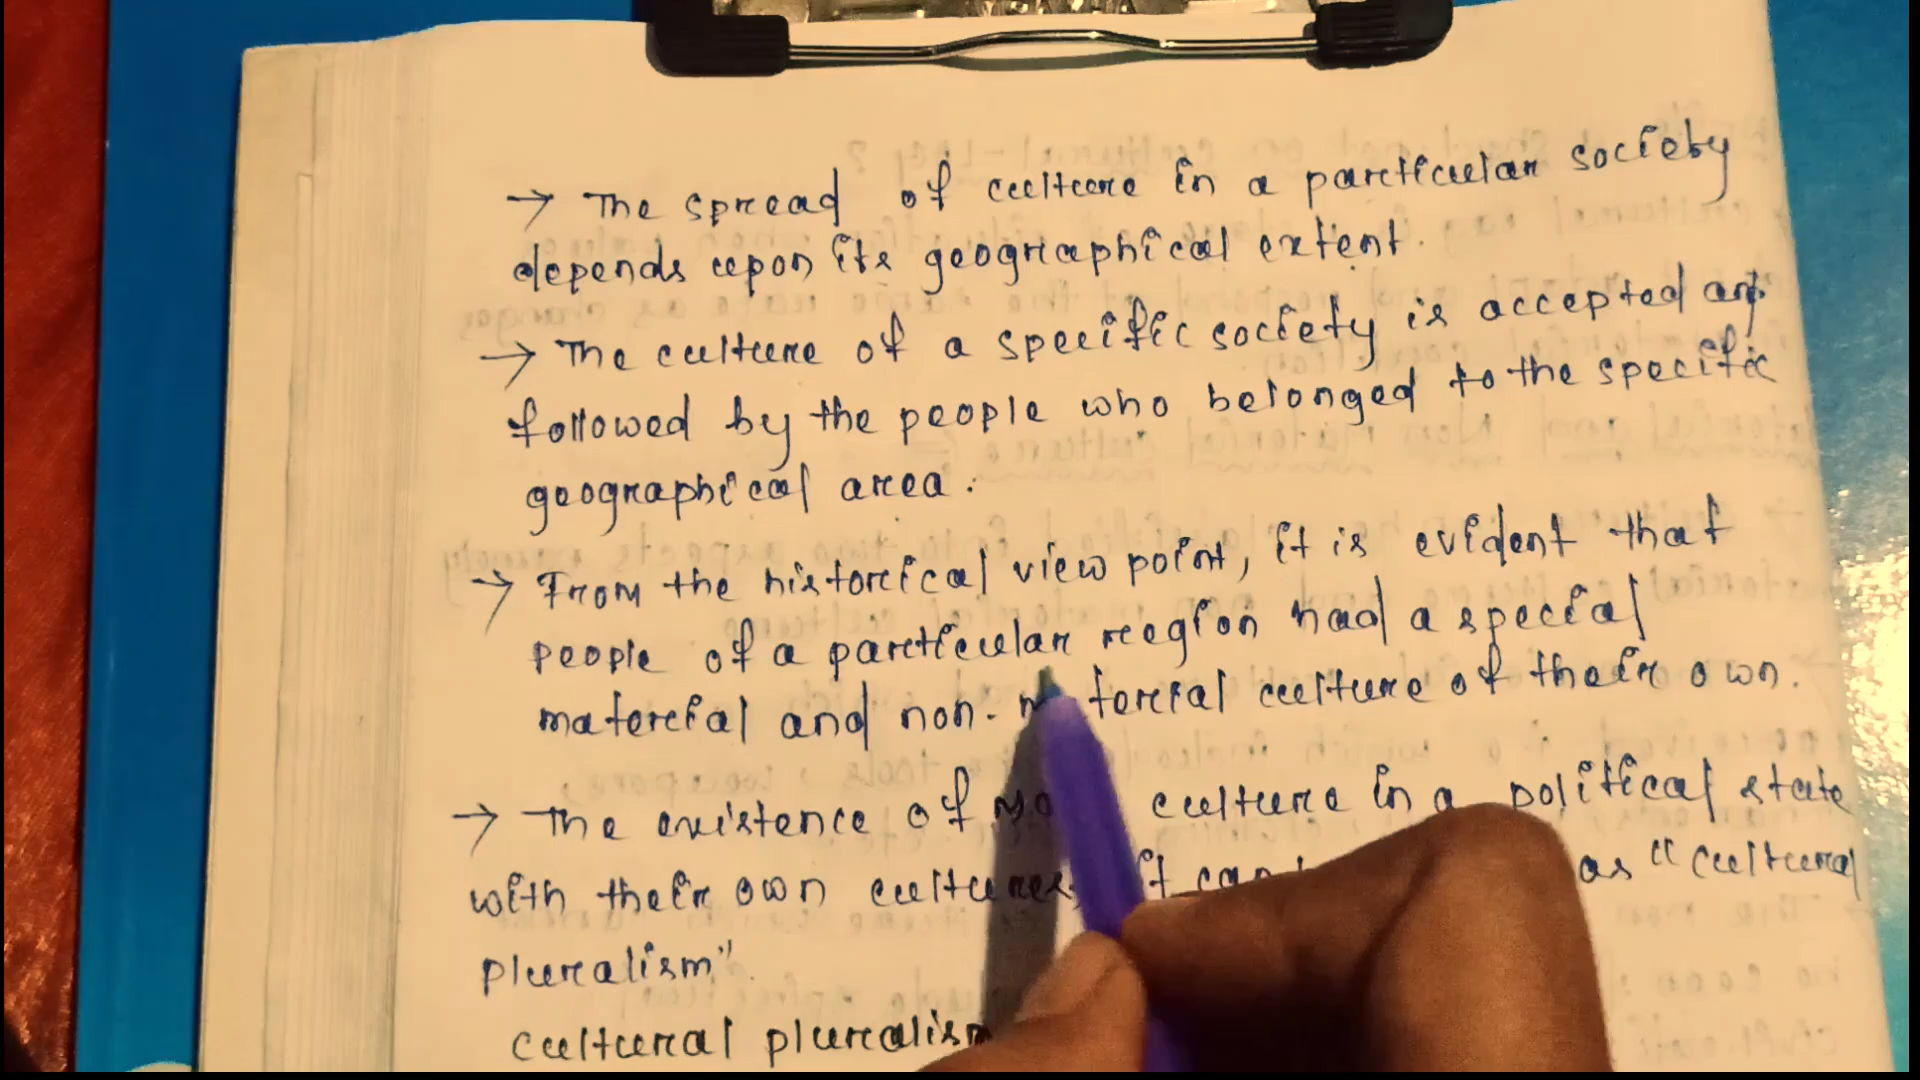 → The spread of culture in a particular society
depends upon its geographical extent.
→ The culture of a specific society is accepted and
followed by the people who belonged to the specific
geographical area.
→ From the historical view point, it is evident that
people of a particular region had a special
material and non-material culture of their own.
→ The existence of culture in a political state
with their own cultures, it can as "Cultural
pluralism".
Cultural pluralism